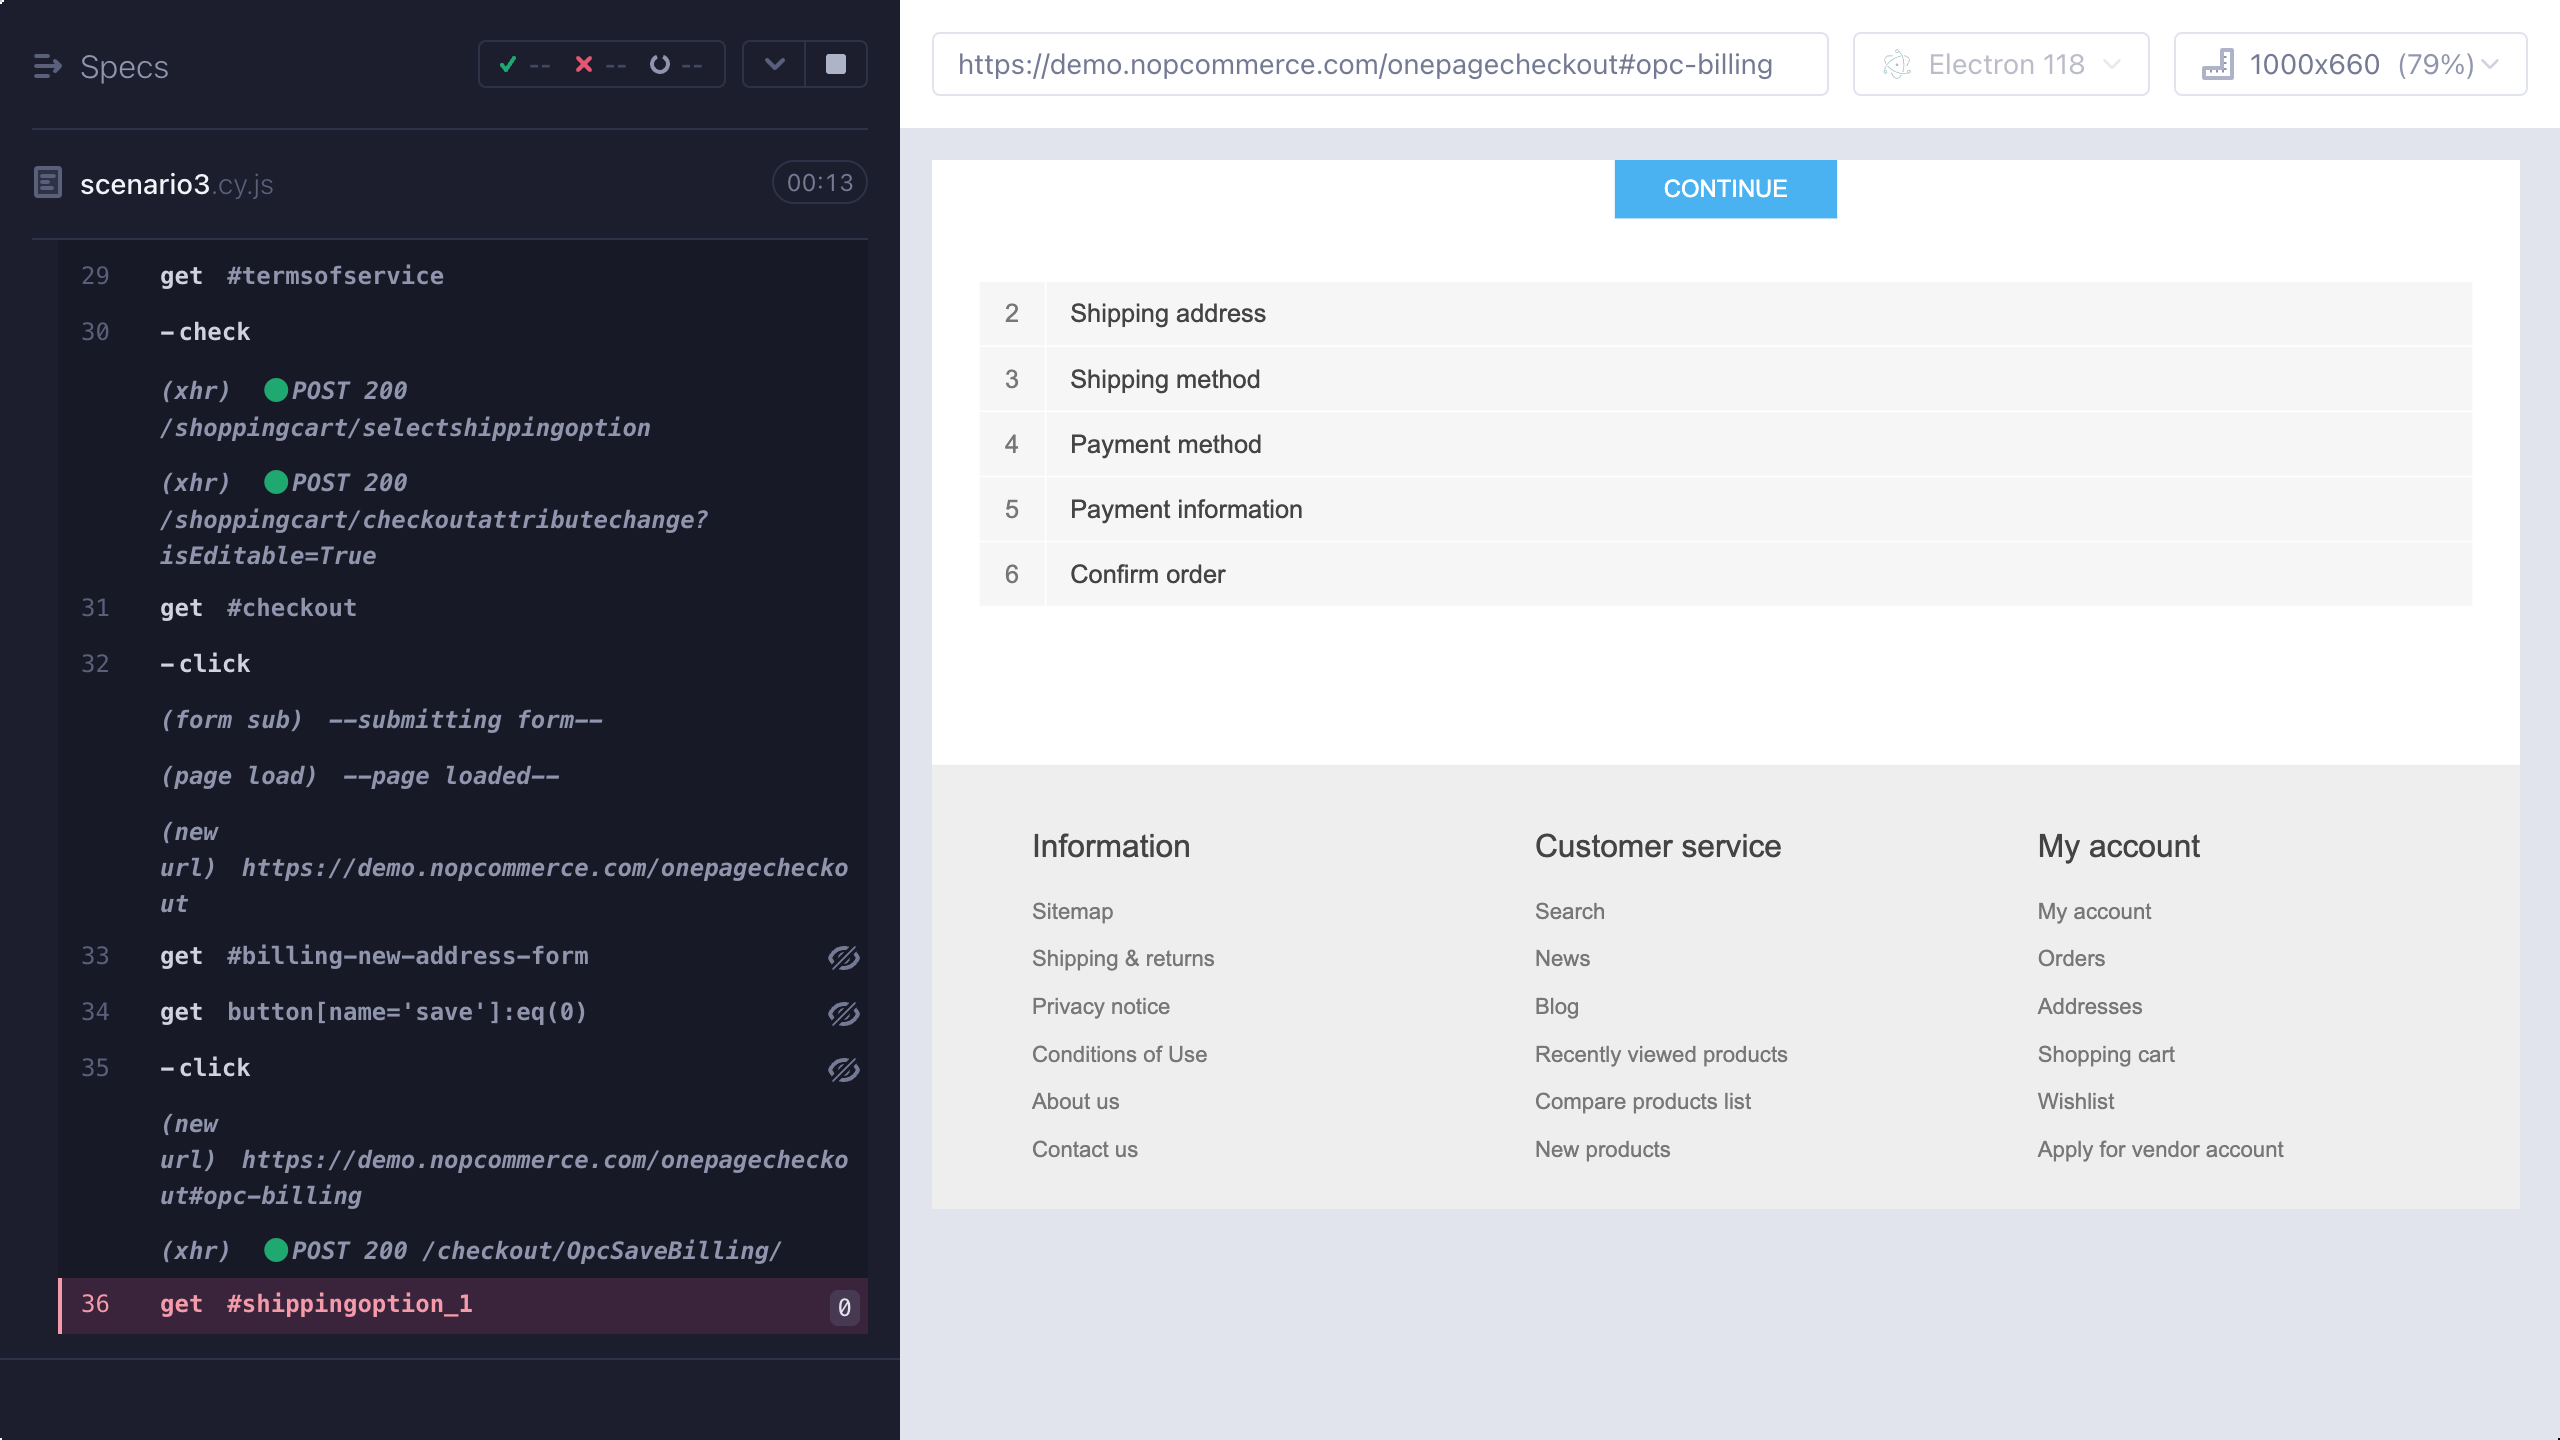 Specs
--
--
--
scenario3.cy.js
00:13
29 get #termsofservice
30 -check
(xhr) POST 200
/shoppingcart/selectshippingoption
(xhr) POST 200
/shoppingcart/checkoutattributechange?
isEditable=True
31 get #checkout
32 -click
(form sub) --submitting form--
(page load) --page loaded--
(new
url) https://demo.nopcommerce.com/onepagechecko
ut
33 get #billing-new-address-form
34 get button[name='save']:eq(0)
35 -click
(new
url) https://demo.nopcommerce.com/onepagechecko
ut#opc-billing
(xhr) POST 200 /checkout/OpcSaveBilling/
36 get #shippingoption_1 0
https://demo.nopcommerce.com/onepagecheckout#opc-billing
Electron 118
1000x660 (79%)
CONTINUE
2 Shipping address
3 Shipping method
4 Payment method
5 Payment information
6 Confirm order
Information
Sitemap
Shipping & returns
Privacy notice
Conditions of Use
About us
Contact us
Customer service
Search
News
Blog
Recently viewed products
Compare products list
New products
My account
My account
Orders
Addresses
Shopping cart
Wishlist
Apply for vendor account